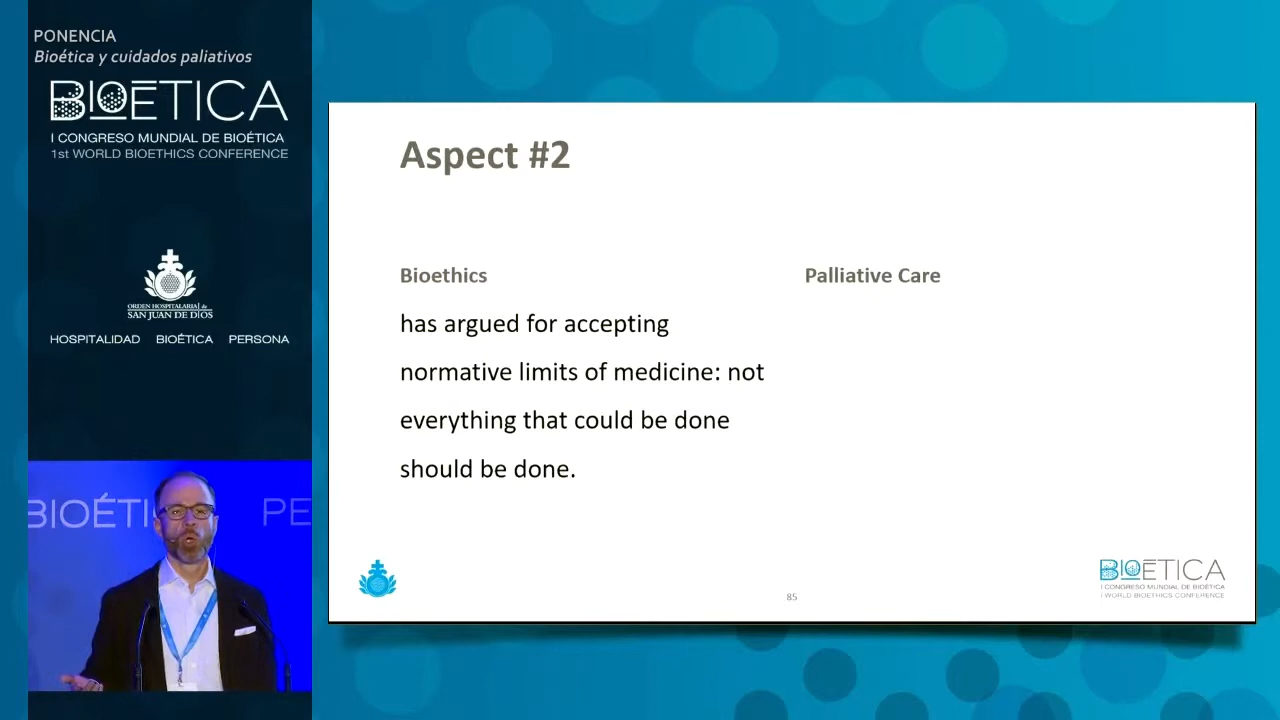 PONENCIA
Bioética y cuidados paliativos
BIOETICA
I CONGRESO MUNDIAL DE BIOÉTICA
1st WORLD BIOETHICS CONFERENCE
ORDEN HOSPITALARIA de
SAN JUAN DE DIOS
HOSPITALIDAD BIOÉTICA PERSONA
BIOÉTI PE
Aspect #2
Bioethics
has argued for accepting
normative limits of medicine: not
everything that could be done
should be done.
Palliative Care
85
BIOETICA
I CONGRESO MUNDIAL DE BIOÉTICA
I WORLD BIOETHICS CONFERENCE